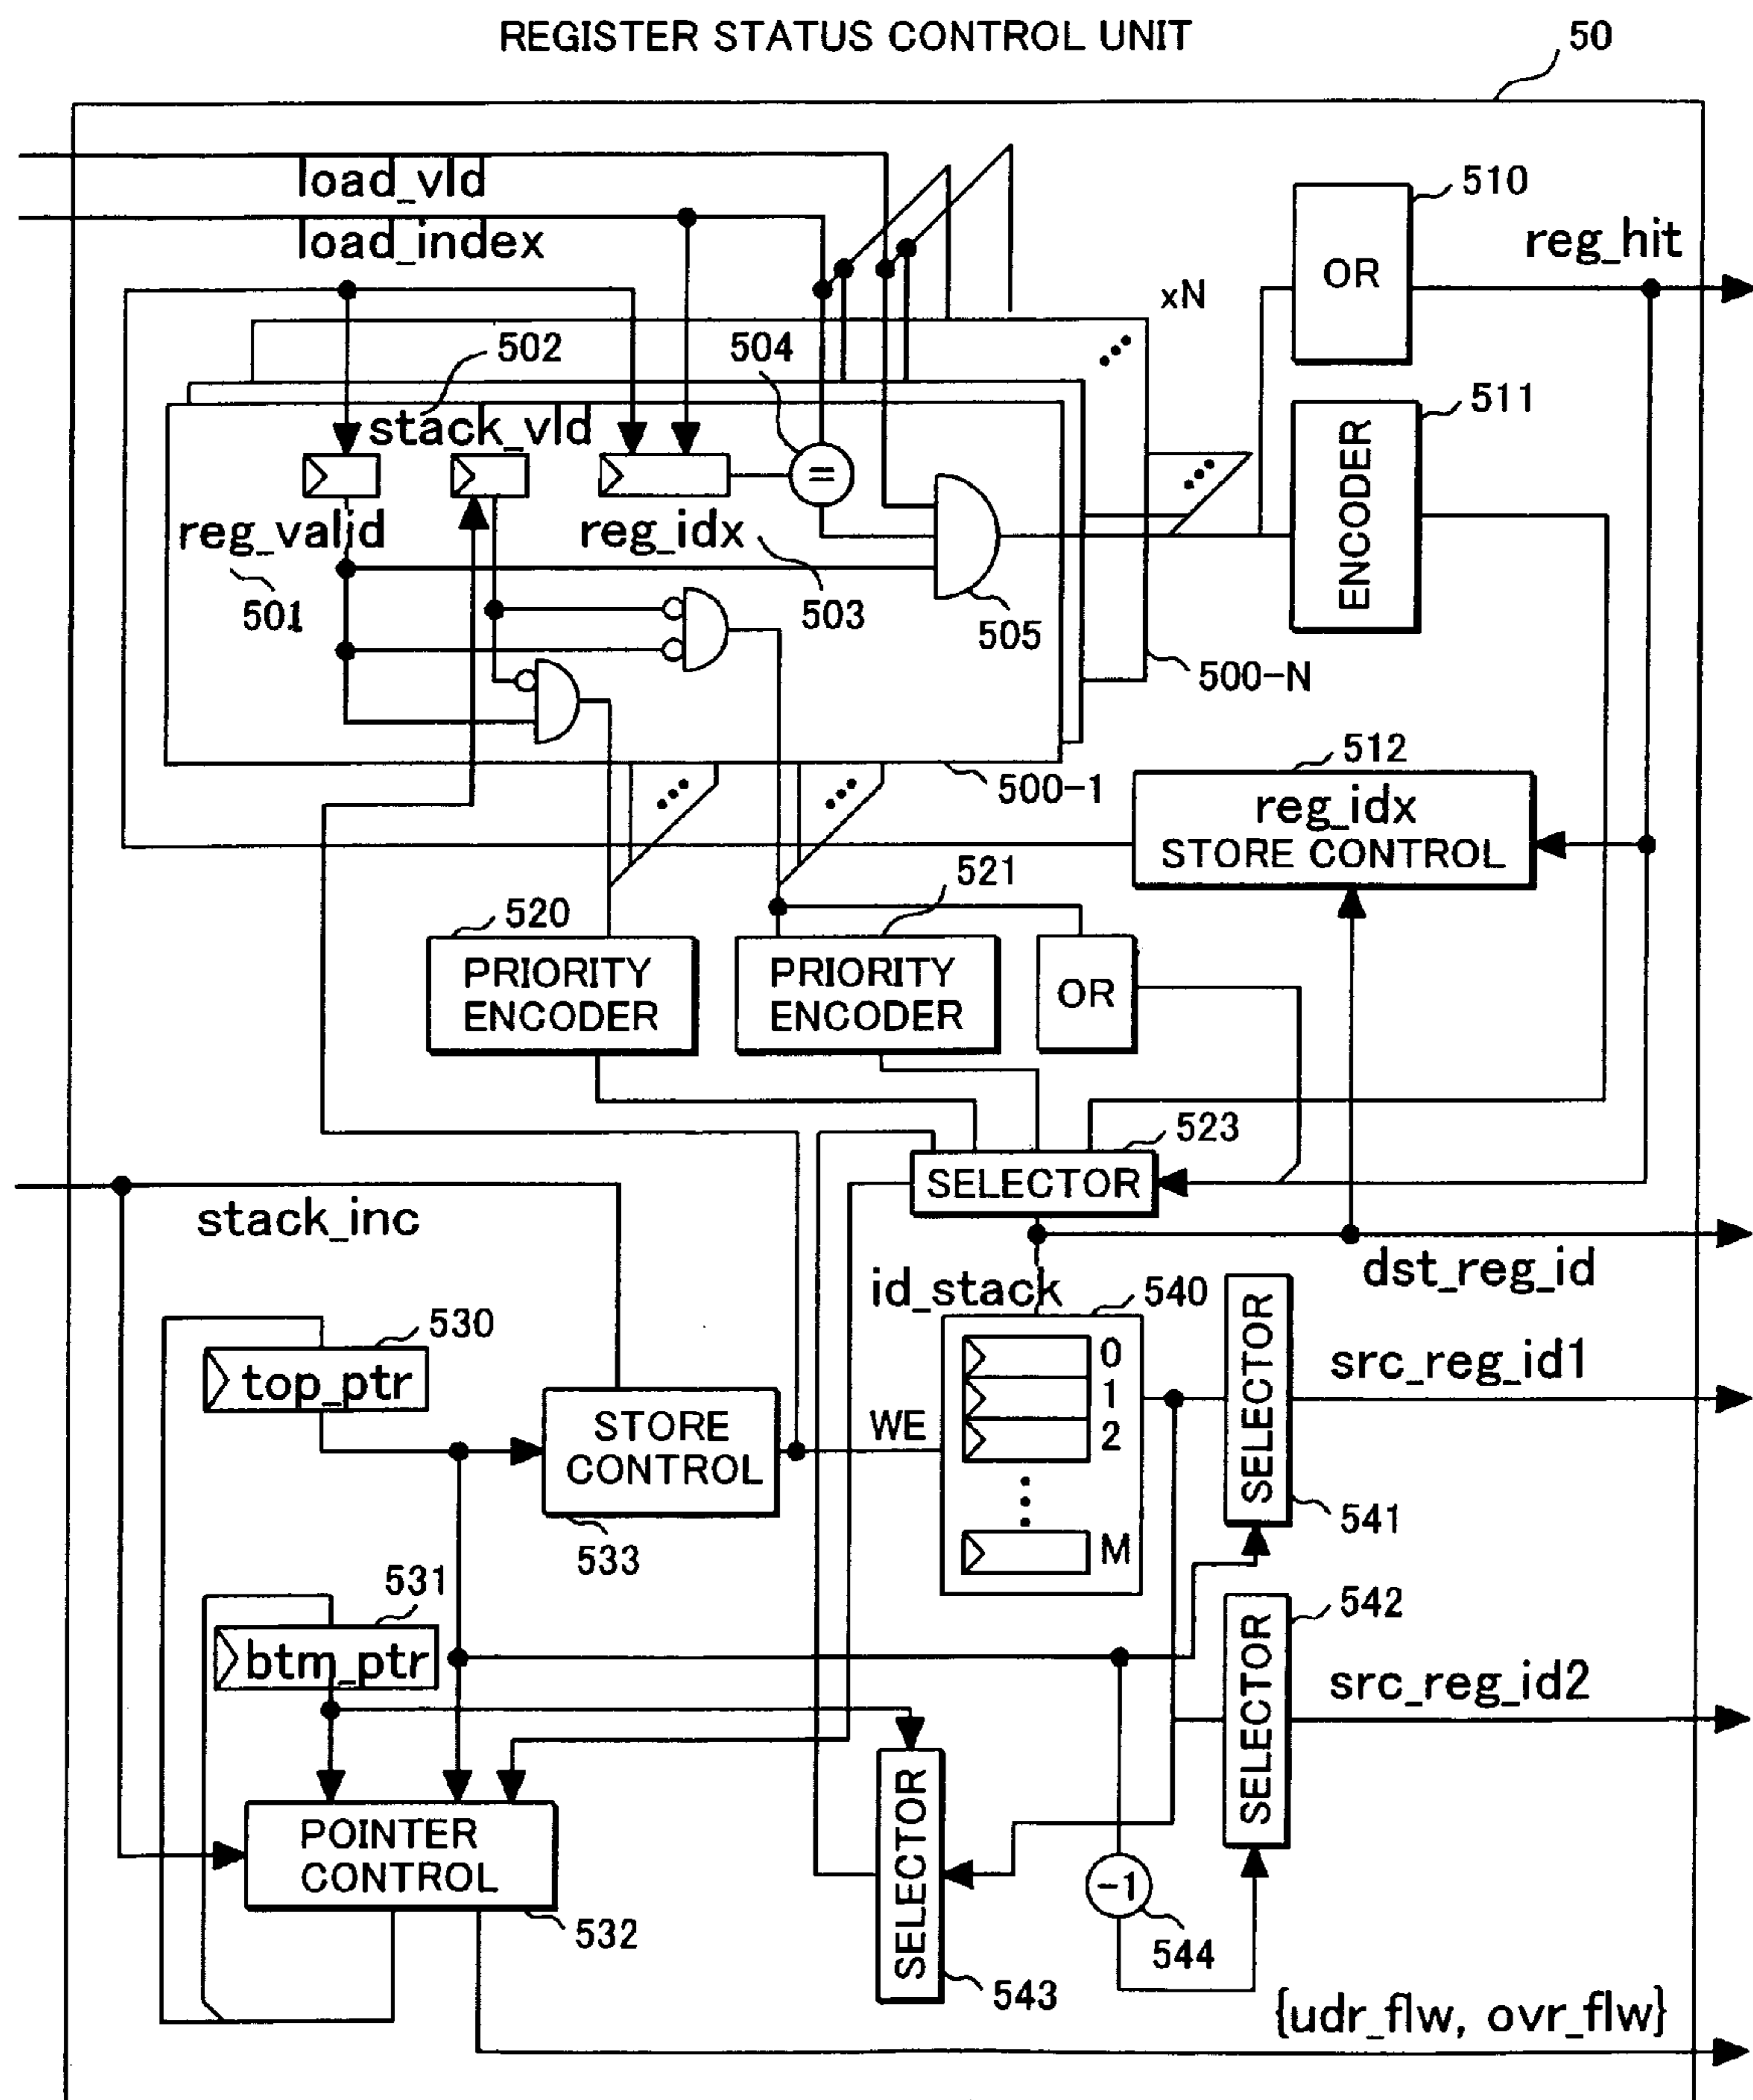 REGISTER STATUS CONTROL UNIT
50
load_vld
load_index
510
OR
reg_hit
xN
502
504
stack_vld
=
511
ENCODER
reg_valid
reg_idx
501
503
505
500-N
500-1
512
reg_idx
STORE CONTROL
520
521
PRIORITY
ENCODER
PRIORITY
ENCODER
OR
523
SELECTOR
stack_inc
dst_reg_id
id_stack
540
530
top_ptr
0
1
2
M
SELECTOR
541
src_reg_id1
STORE
CONTROL
WE
533
531
btm_ptr
542
SELECTOR
src_reg_id2
POINTER
CONTROL
532
SELECTOR
543
-1
544
{udr_flw, ovr_flw}